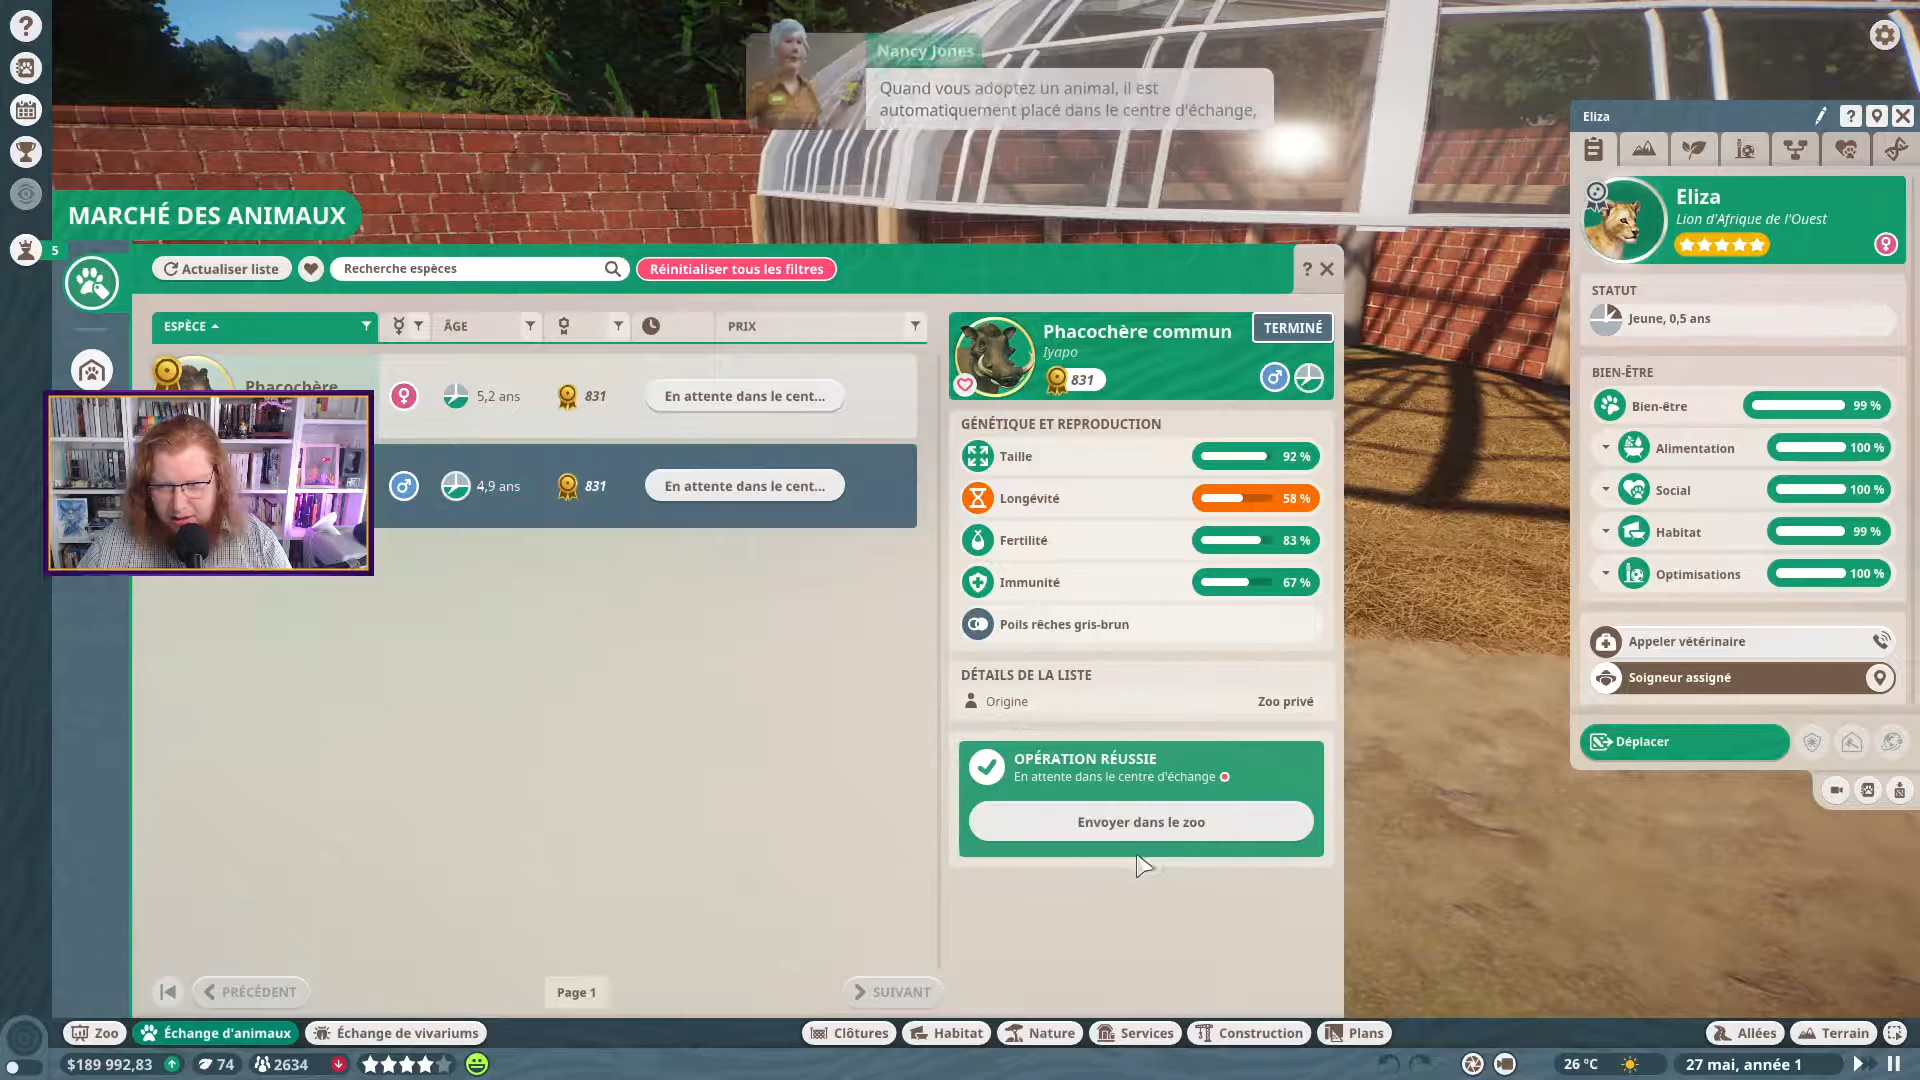 Nancy Jones
Quand vous adoptez un animal, il est
automatiquement placé dans le centre d'échange,
5
MARCHÉ DES ANIMAUX
Actualiser liste
Recherche espèces
Réinitialiser tous les filtres
?
ESPÈCE
ÂGE
PRIX
Phacochère
5,2 ans
831
En attente dans le cent...
4,9 ans
831
En attente dans le cent...
Phacochère commun
TERMINÉ
Iyapo
831
GÉNÉTIQUE ET REPRODUCTION
Taille
92 %
Longévité
58 %
Fertilité
83 %
Immunité
67 %
Poils rêches gris-brun
DÉTAILS DE LA LISTE
Origine
Zoo privé
OPÉRATION RÉUSSIE
En attente dans le centre d'échange
Envoyer dans le zoo
PRÉCÉDENT
Page 1
SUIVANT
Eliza
?
Eliza
Lion d'Afrique de l'Ouest
STATUT
Jeune, 0,5 ans
BIEN-ÊTRE
Bien-être
99 %
Alimentation
100 %
Social
100 %
Habitat
99 %
Optimisations
100 %
Appeler vétérinaire
Soigneur assigné
Déplacer
Zoo
Échange d'animaux
Échange de vivariums
Clôtures
Habitat
Nature
Services
Construction
Plans
Allées
Terrain
$189 992,83
74
2634
26 °C
27 mai, année 1